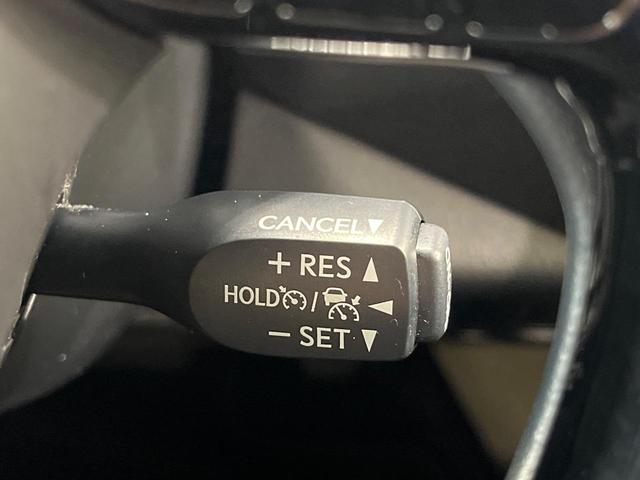 CANCEL▼
+ RES ▲
HOLD / ◀
− SET ▼